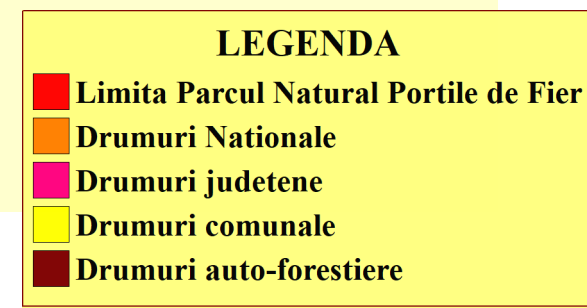 LEGENDA
Limita Parcul Natural Portile de Fier
Drumuri Nationale
Drumuri judetene
Drumuri comunale
Drumuri auto-forestiere